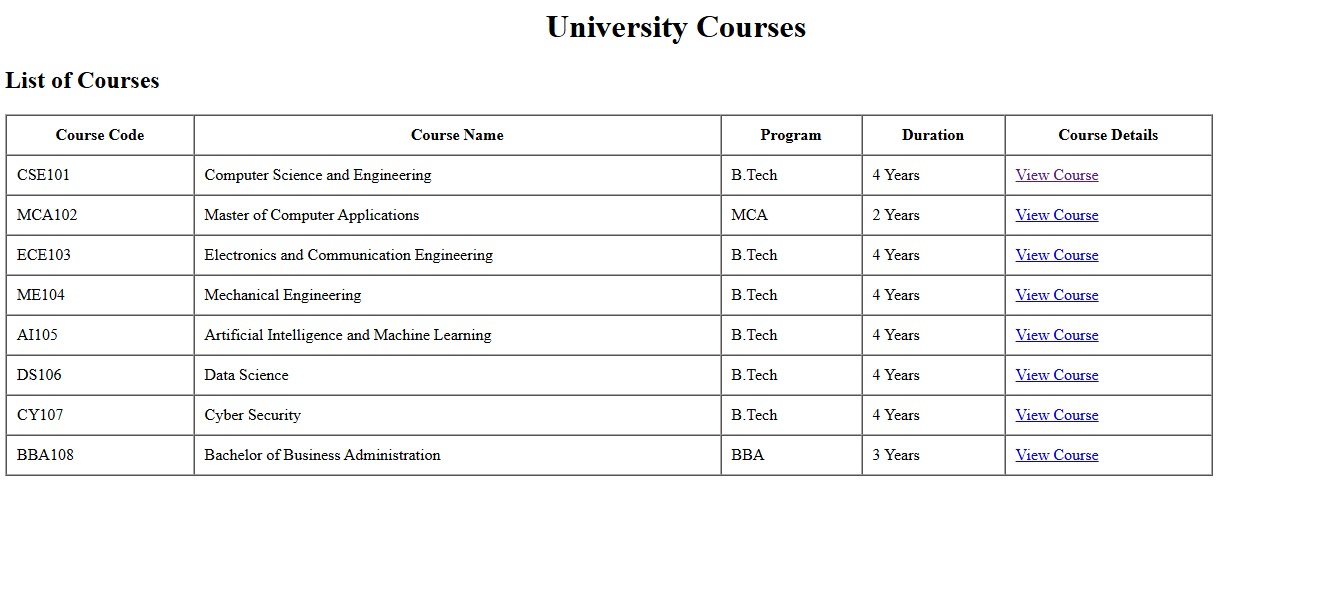 University Courses
List of Courses
Course Code Course Name Program Duration Course Details
CSE101 Computer Science and Engineering B.Tech 4 Years View Course
MCA102 Master of Computer Applications MCA 2 Years View Course
ECE103 Electronics and Communication Engineering B.Tech 4 Years View Course
ME104 Mechanical Engineering B.Tech 4 Years View Course
AI105 Artificial Intelligence and Machine Learning B.Tech 4 Years View Course
DS106 Data Science B.Tech 4 Years View Course
CY107 Cyber Security B.Tech 4 Years View Course
BBA108 Bachelor of Business Administration BBA 3 Years View Course